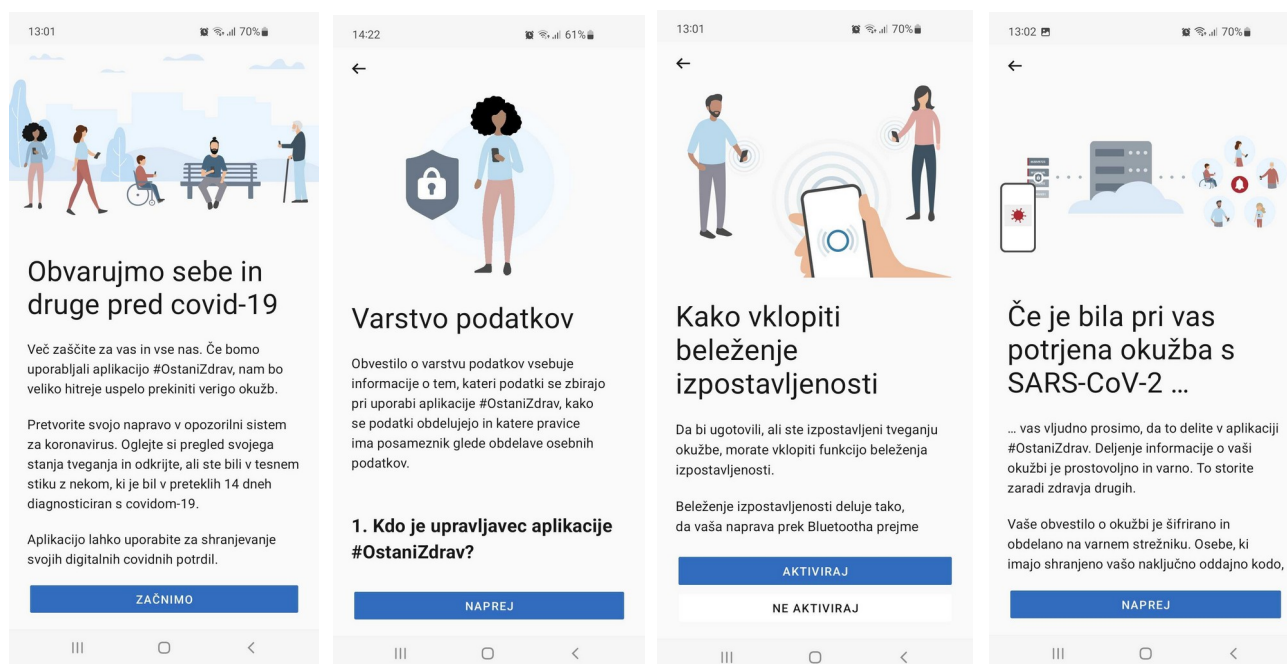 13:01
70%
Obvarujmo sebe in
druge pred covid-19
Več zaščite za vas in vse nas. Če bomo
uporabljali aplikacijo #OstaniZdrav, nam bo
veliko hitreje uspelo prekiniti verigo okužb.
Pretvorite svojo napravo v opozorilni sistem
za koronavirus. Oglejte si pregled svojega
stanja tveganja in odkrijte, ali ste bili v tesnem
stiku z nekom, ki je bil v preteklih 14 dneh
diagnosticiran s covidom-19.
Aplikacijo lahko uporabite za shranjevanje
svojih digitalnih covidnih potrdil.
ZAČNIMO
14:22
61%
Varstvo podatkov
Obvestilo o varstvu podatkov vsebuje
informacije o tem, kateri podatki se zbirajo
pri uporabi aplikacije #OstaniZdrav, kako
se podatki obdelujejo in katere pravice
ima posameznik glede obdelave osebnih
podatkov.
1. Kdo je upravljavec aplikacije
#OstaniZdrav?
NAPREJ
13:01
70%
Kako vklopiti
beleženje
izpostavljenosti
Da bi ugotovili, ali ste izpostavljeni tveganju
okužbe, morate vklopiti funkcijo beleženja
izpostavljenosti.
Beleženje izpostavljenosti deluje tako,
da vaša naprava prek Bluetootha prejme
AKTIVIRAJ
NE AKTIVIRAJ
13:02
70%
Če je bila pri vas
potrjena okužba s
SARS-CoV-2 ...
... vas vljudno prosimo, da to delite v aplikaciji
#OstaniZdrav. Deljenje informacije o vaši
okužbi je prostovoljno in varno. To storite
zaradi zdravja drugih.
Vaše obvestilo o okužbi je šifrirano in
obdelano na varnem strežniku. Osebe, ki
imajo shranjeno vašo naključno oddajno kodo,
NAPREJ